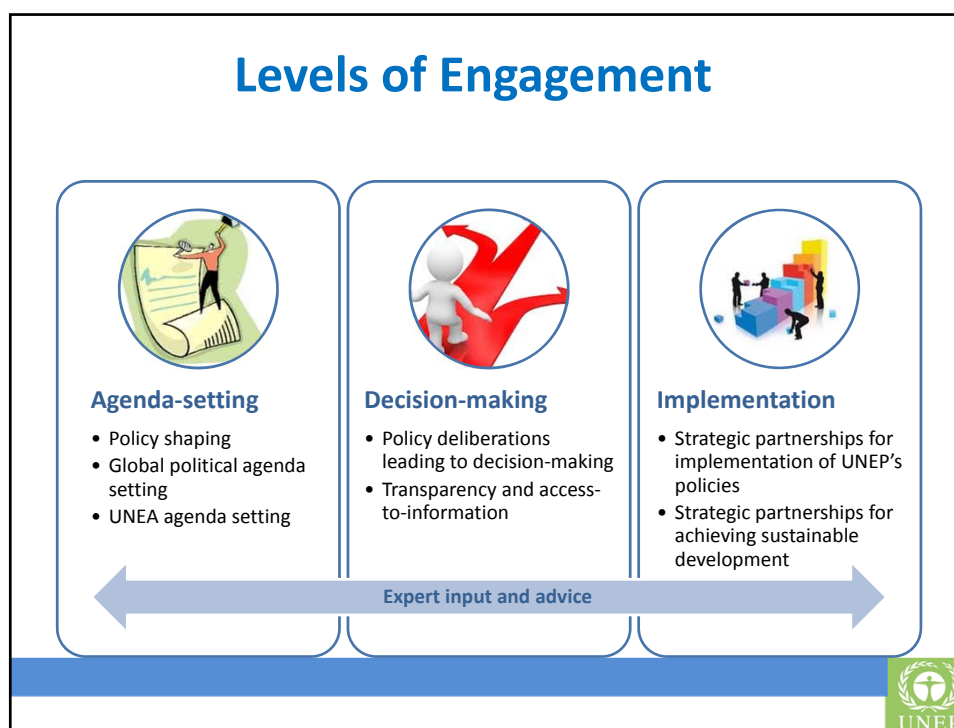 Levels of Engagement
Agenda-setting
• Policy shaping
• Global political agenda
setting
• UNEA agenda setting
Decision-making
• Policy deliberations
leading to decision-making
• Transparency and access-
to-information
Implementation
• Strategic partnerships for
implementation of UNEP's
policies
• Strategic partnerships for
achieving sustainable
development
Expert input and advice
UNEP